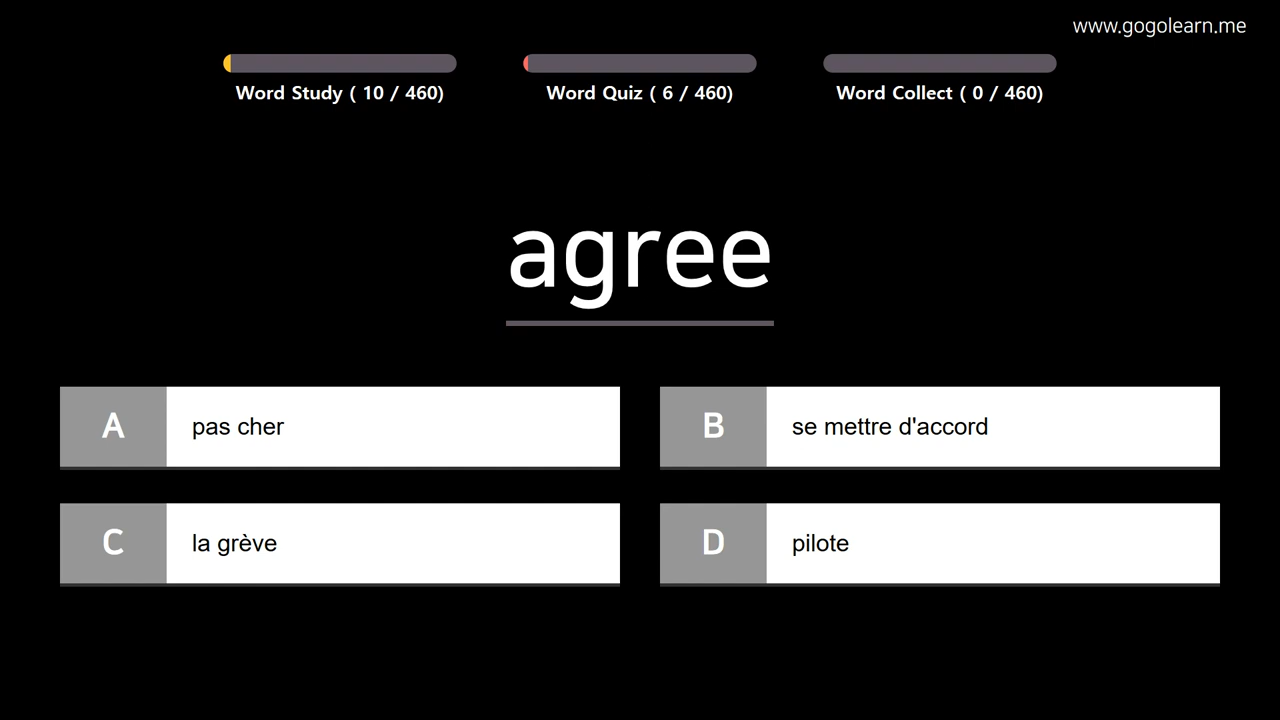 www.gogolearn.me
Word Study ( 10 / 460)
Word Quiz ( 6 / 460)
Word Collect ( 0 / 460)
agree
A
pas cher
B
se mettre d'accord
C
la grève
D
pilote